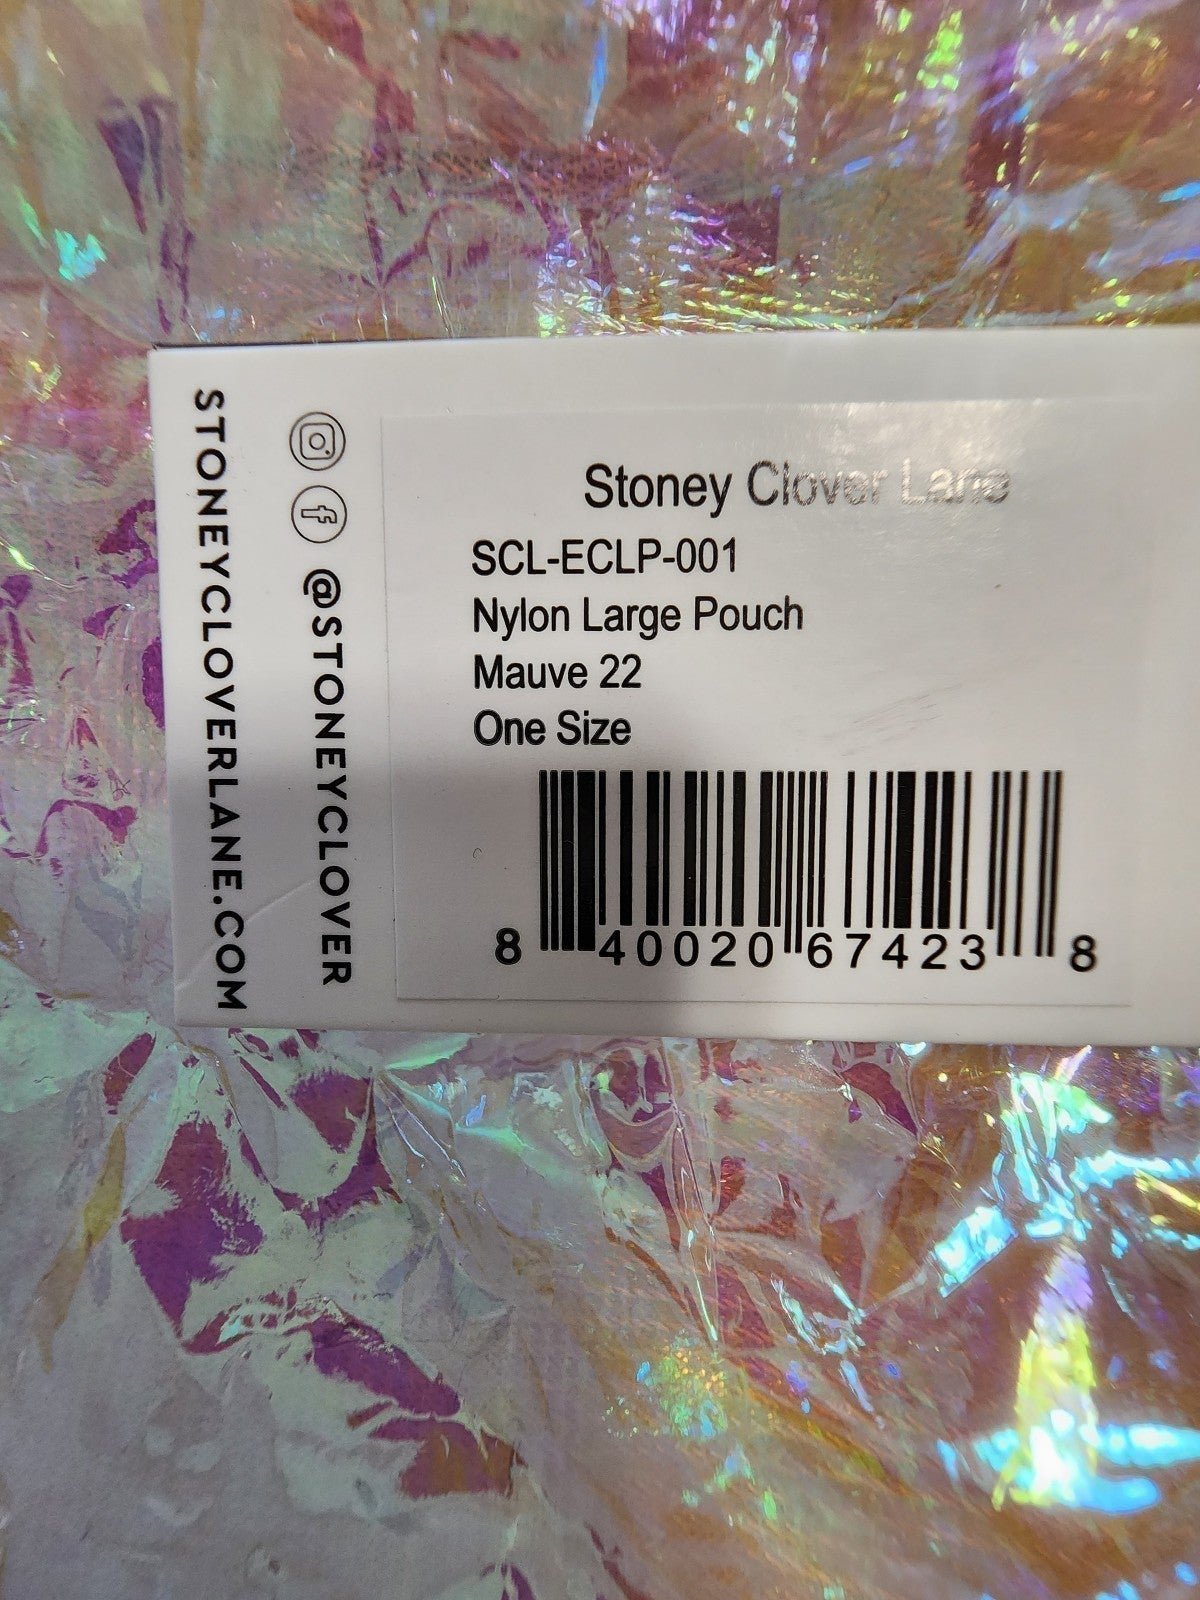 STONEYCLOVERLANE.COM
@STONEYCLOVER
Stoney Clover Lane
SCL-ECLP-001
Nylon Large Pouch
Mauve 22
One Size
8 40020 67423 8